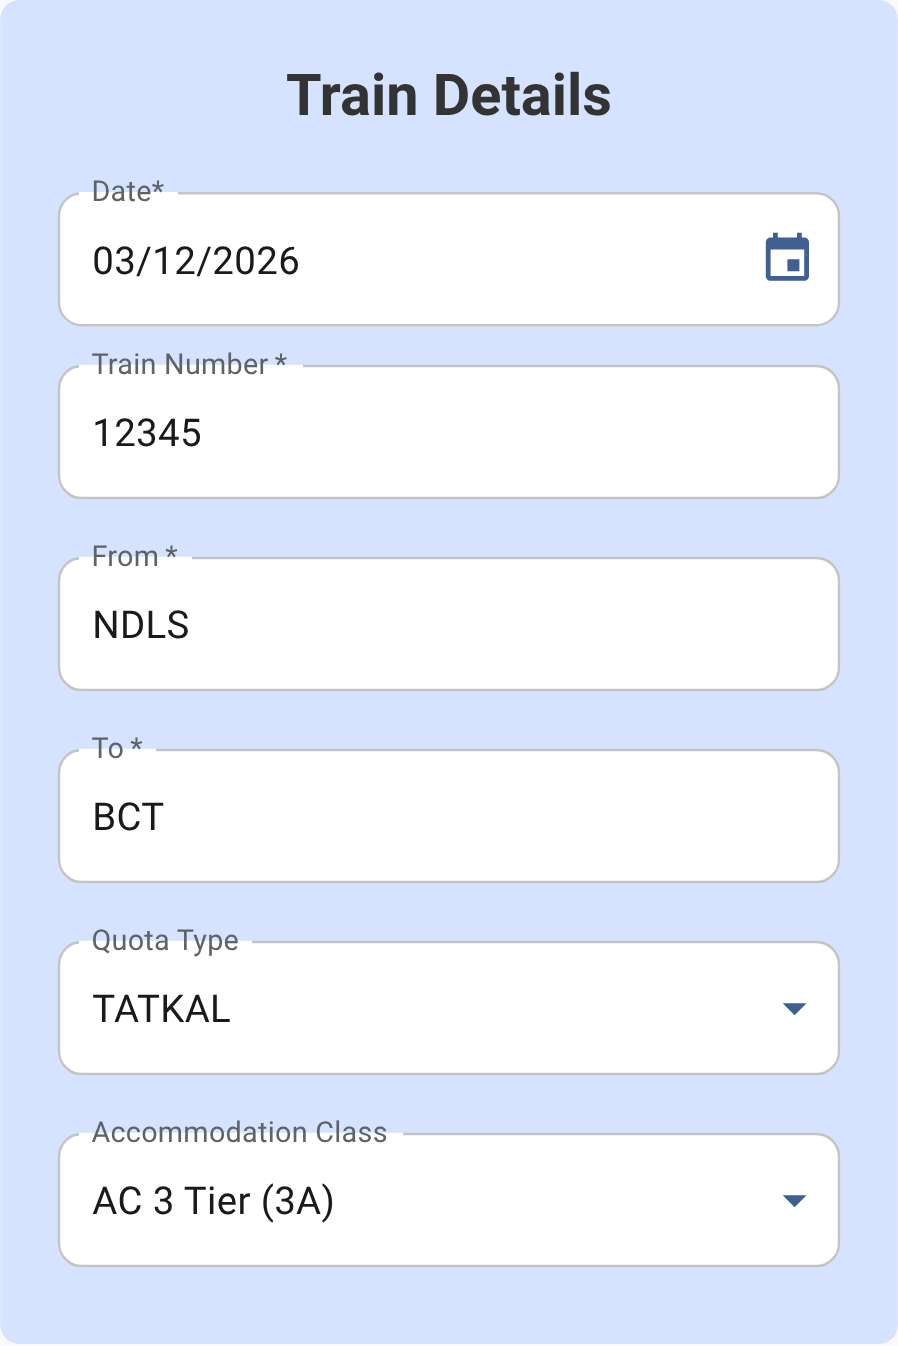 Train Details
Date*
03/12/2026
Train Number *
12345
From *
NDLS
To *
BCT
Quota Type
TATKAL
Accommodation Class
AC 3 Tier (3A)